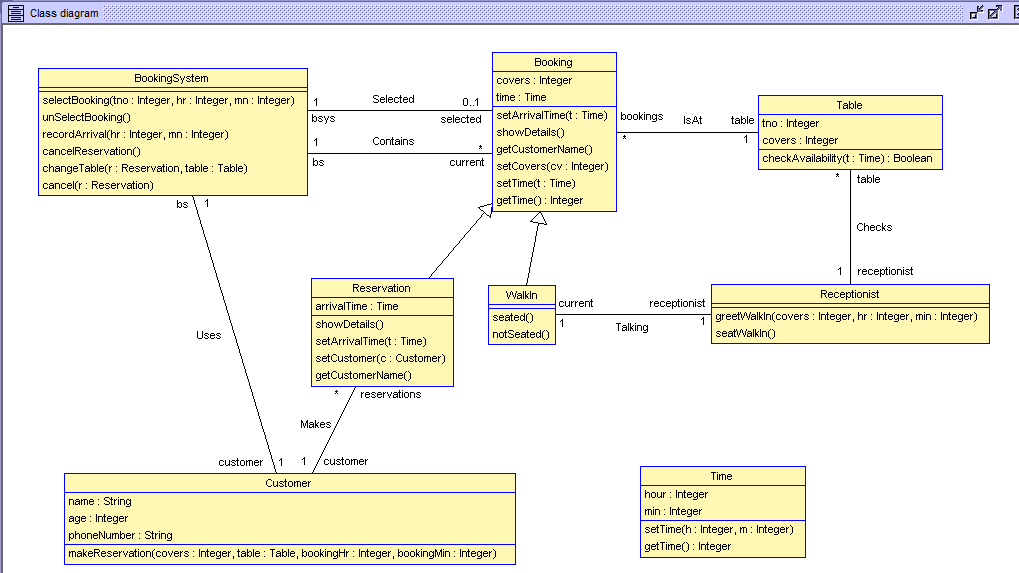 Class diagram
BookingSystem
selectBooking(tno : Integer, hr : Integer, mn : Integer)
unSelectBooking()
recordArrival(hr : Integer, mn : Integer)
cancelReservation()
changeTable(r : Reservation, table : Table)
cancel(r : Reservation)
1 Selected 0..1
bsys selected
1 Contains *
bs current
Booking
covers : Integer
time : Time
setArrivalTime(t : Time)
showDetails()
getCustomerName()
setCovers(cv : Integer)
setTime(t : Time)
getTime() : Integer
bookings IsAt table
* 1
Table
tno : Integer
covers : Integer
checkAvailability(t : Time) : Boolean
* table
Checks
1 receptionist
bs 1
Uses
customer 1
Reservation
arrivalTime : Time
showDetails()
setArrivalTime(t : Time)
setCustomer(c : Customer)
getCustomerName()
* reservations
Makes
1 customer
WalkIn
seated()
notSeated()
current receptionist
1 Talking 1
Receptionist
greetWalkIn(covers : Integer, hr : Integer, min : Integer)
seatWalkIn()
Customer
name : String
age : Integer
phoneNumber : String
makeReservation(covers : Integer, table : Table, bookingHr : Integer, bookingMin : Integer)
Time
hour : Integer
min : Integer
setTime(h : Integer, m : Integer)
getTime() : Integer